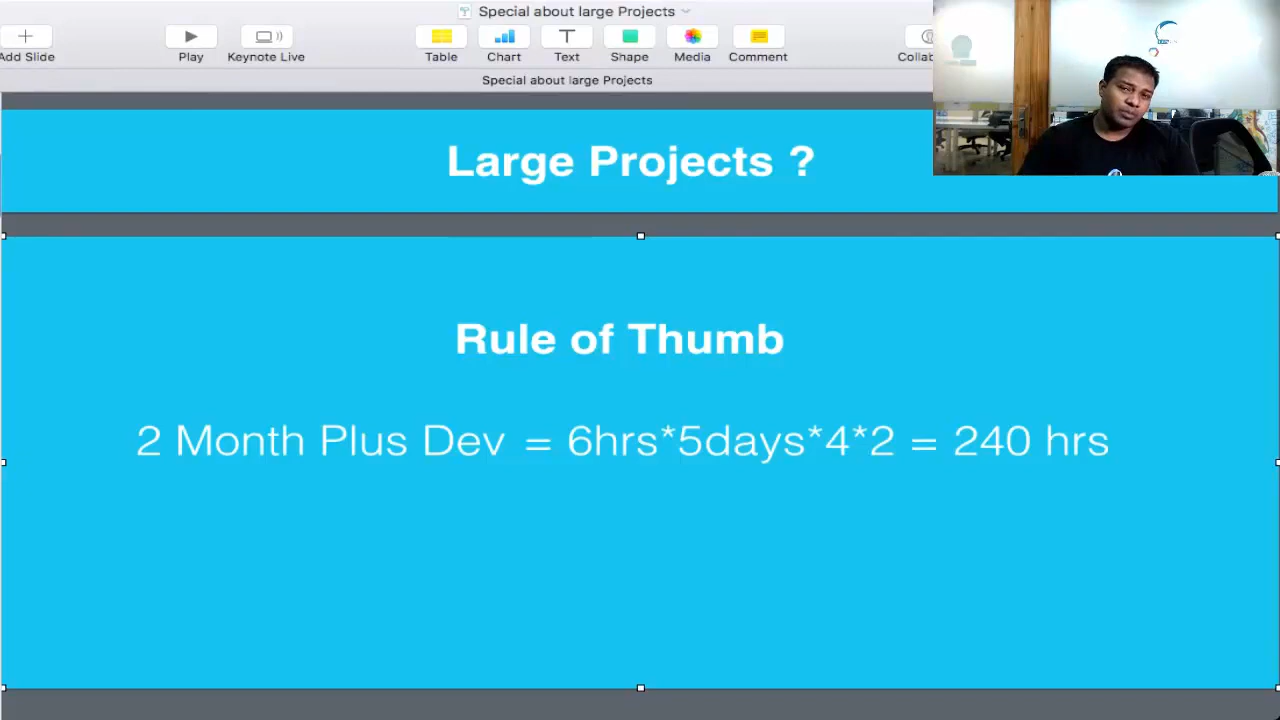 Special about large Projects
Add Slide
Play
Keynote Live
Table
Chart
Text
Shape
Media
Comment
Special about large Projects
Large Projects ?
Rule of Thumb
2 Month Plus Dev = 6hrs*5days*4*2 = 240 hrs